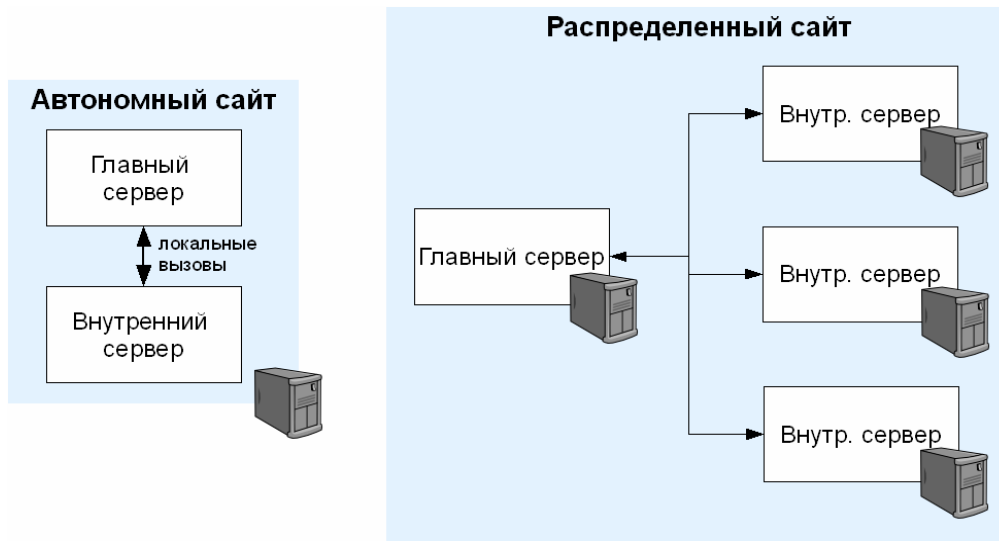 Автономный сайт
Главный
сервер
локальные
вызовы
Внутренний
сервер
Распределенный сайт
Главный сервер
Внутр. сервер
Внутр. сервер
Внутр. сервер